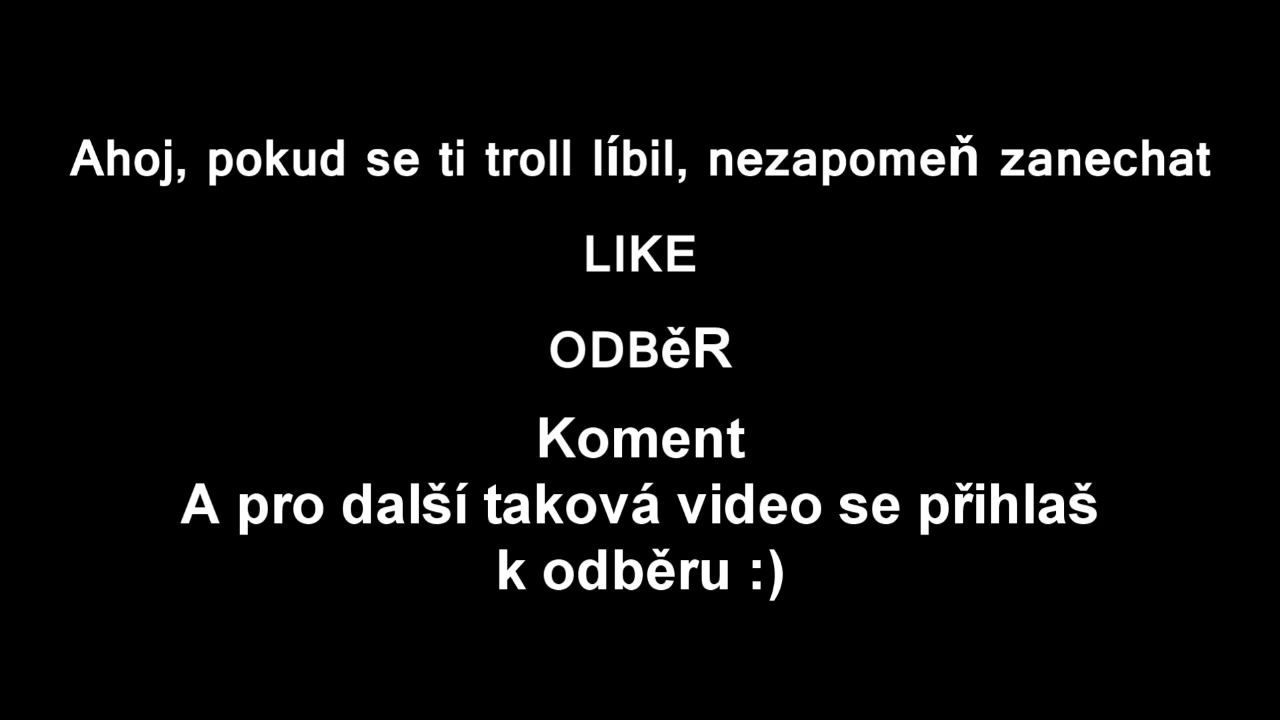 Ahoj, pokud se ti troll líbil, nezapomeň zanechat
LIKE
ODBěR
Koment
A pro další taková video se přihlaš
k odběru :)